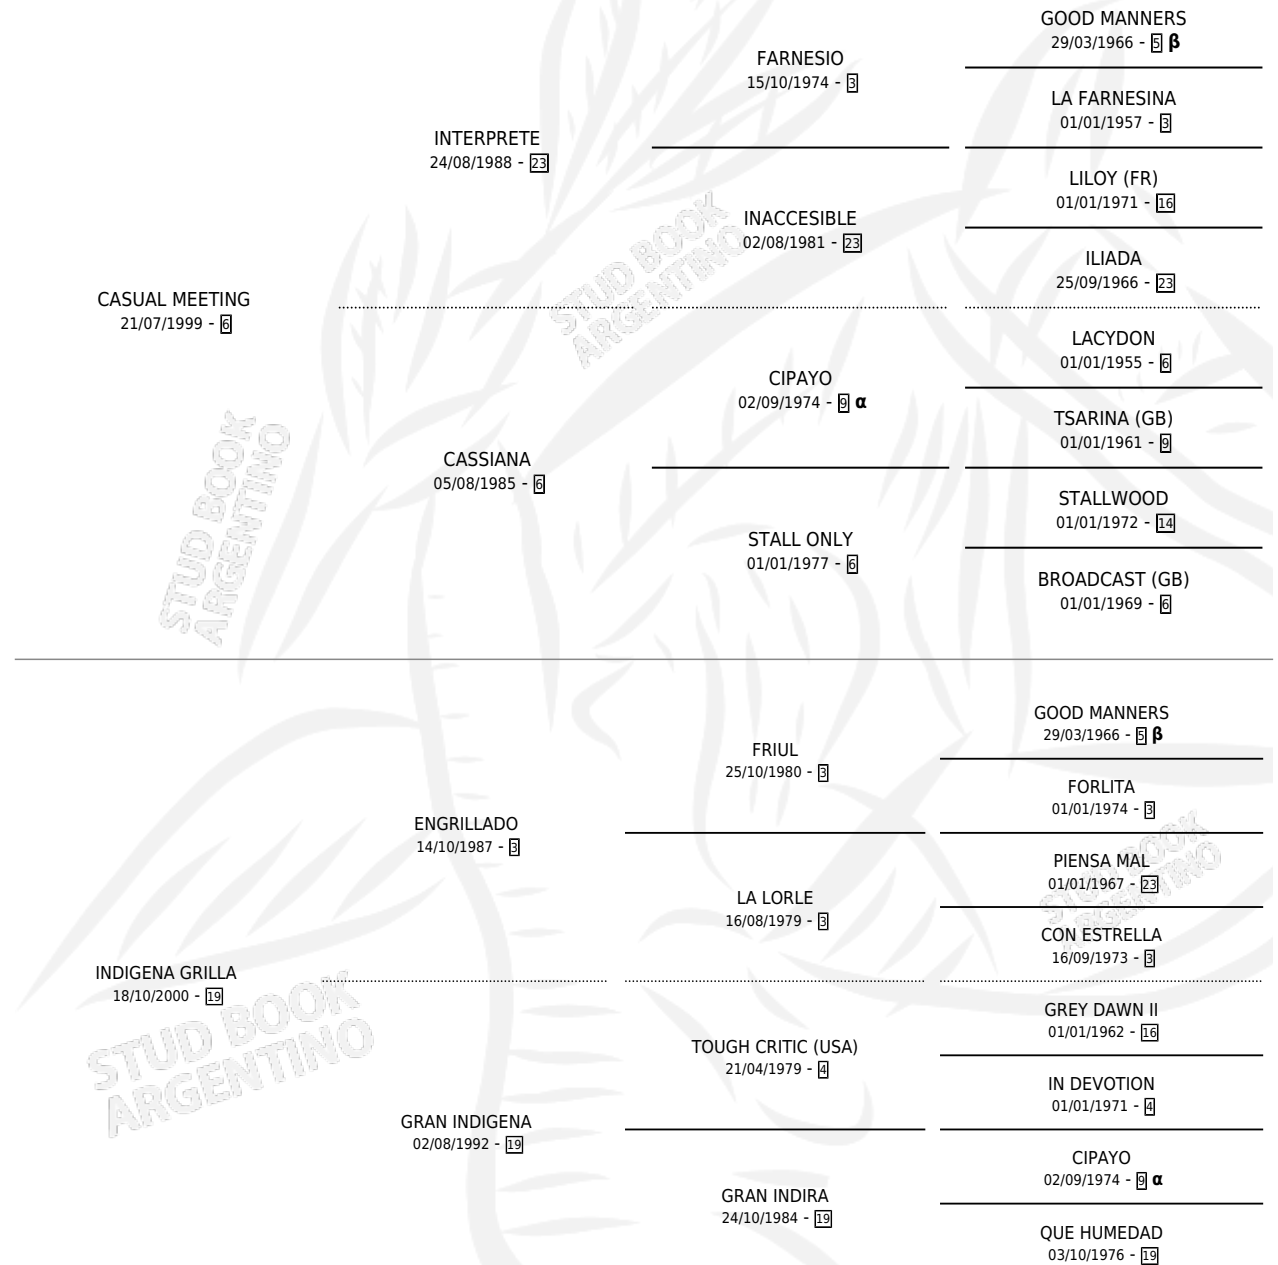 GOOD MANNERS
29/03/1966 - 5 β
FARNESIO
15/10/1974 - 3
LA FARNESINA
01/01/1957 - 3
INTERPRETE
24/08/1988 - 23
LILOY (FR)
01/01/1971 - 16
INACCESIBLE
02/08/1981 - 23
ILIADA
25/09/1966 - 23
CASUAL MEETING
21/07/1999 - 6
LACYDON
01/01/1955 - 6
CIPAYO
02/09/1974 - 9 α
TSARINA (GB)
01/01/1961 - 9
CASSIANA
05/08/1985 - 6
STALLWOOD
01/01/1972 - 14
STALL ONLY
01/01/1977 - 6
BROADCAST (GB)
01/01/1969 - 6
GOOD MANNERS
29/03/1966 - 5 β
FRIUL
25/10/1980 - 3
FORLITA
01/01/1974 - 3
ENGRILLADO
14/10/1987 - 3
PIENSA MAL
01/01/1967 - 23
LA LORLE
16/08/1979 - 3
CON ESTRELLA
16/09/1973 - 3
INDIGENA GRILLA
18/10/2000 - 19
GREY DAWN II
01/01/1962 - 16
TOUGH CRITIC (USA)
21/04/1979 - 4
IN DEVOTION
01/01/1971 - 4
GRAN INDIGENA
02/08/1992 - 19
CIPAYO
02/09/1974 - 9 α
GRAN INDIRA
24/10/1984 - 19
QUE HUMEDAD
03/10/1976 - 19
STUD BOOK
ARGENTINO
STUD BOOK
ARGENTINO
STUD BOOK
ARGENTINO
STUD BOOK
ARGENTINO